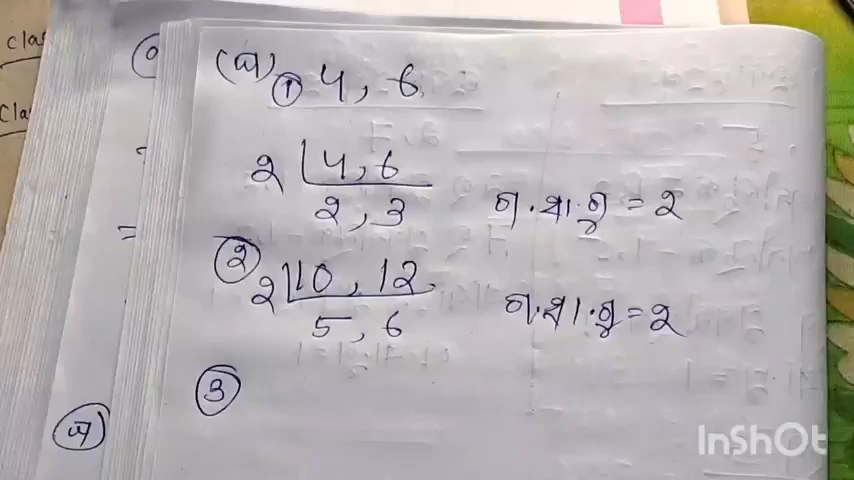 (ଘ) ① 4, 6
2 4, 6
2, 3 ଗ.ସା.ଗୁ = 2
② 2 10, 12
5, 6 ଗ.ସା.ଗୁ = 2
③
InShOt